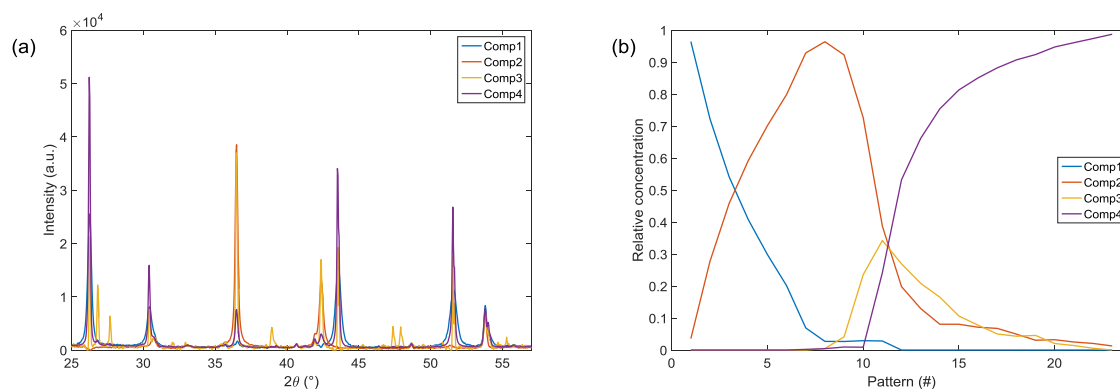 (a)
×10⁴
6
5
4
3
2
1
0
Intensity (a.u.)
25 30 35 40 45 50 55
2θ (°)
Comp1
Comp2
Comp3
Comp4
(b)
1
0.9
0.8
0.7
0.6
0.5
0.4
0.3
0.2
0.1
0
Relative concentration
0 5 10 15 20
Pattern (#)
Comp1
Comp2
Comp3
Comp4